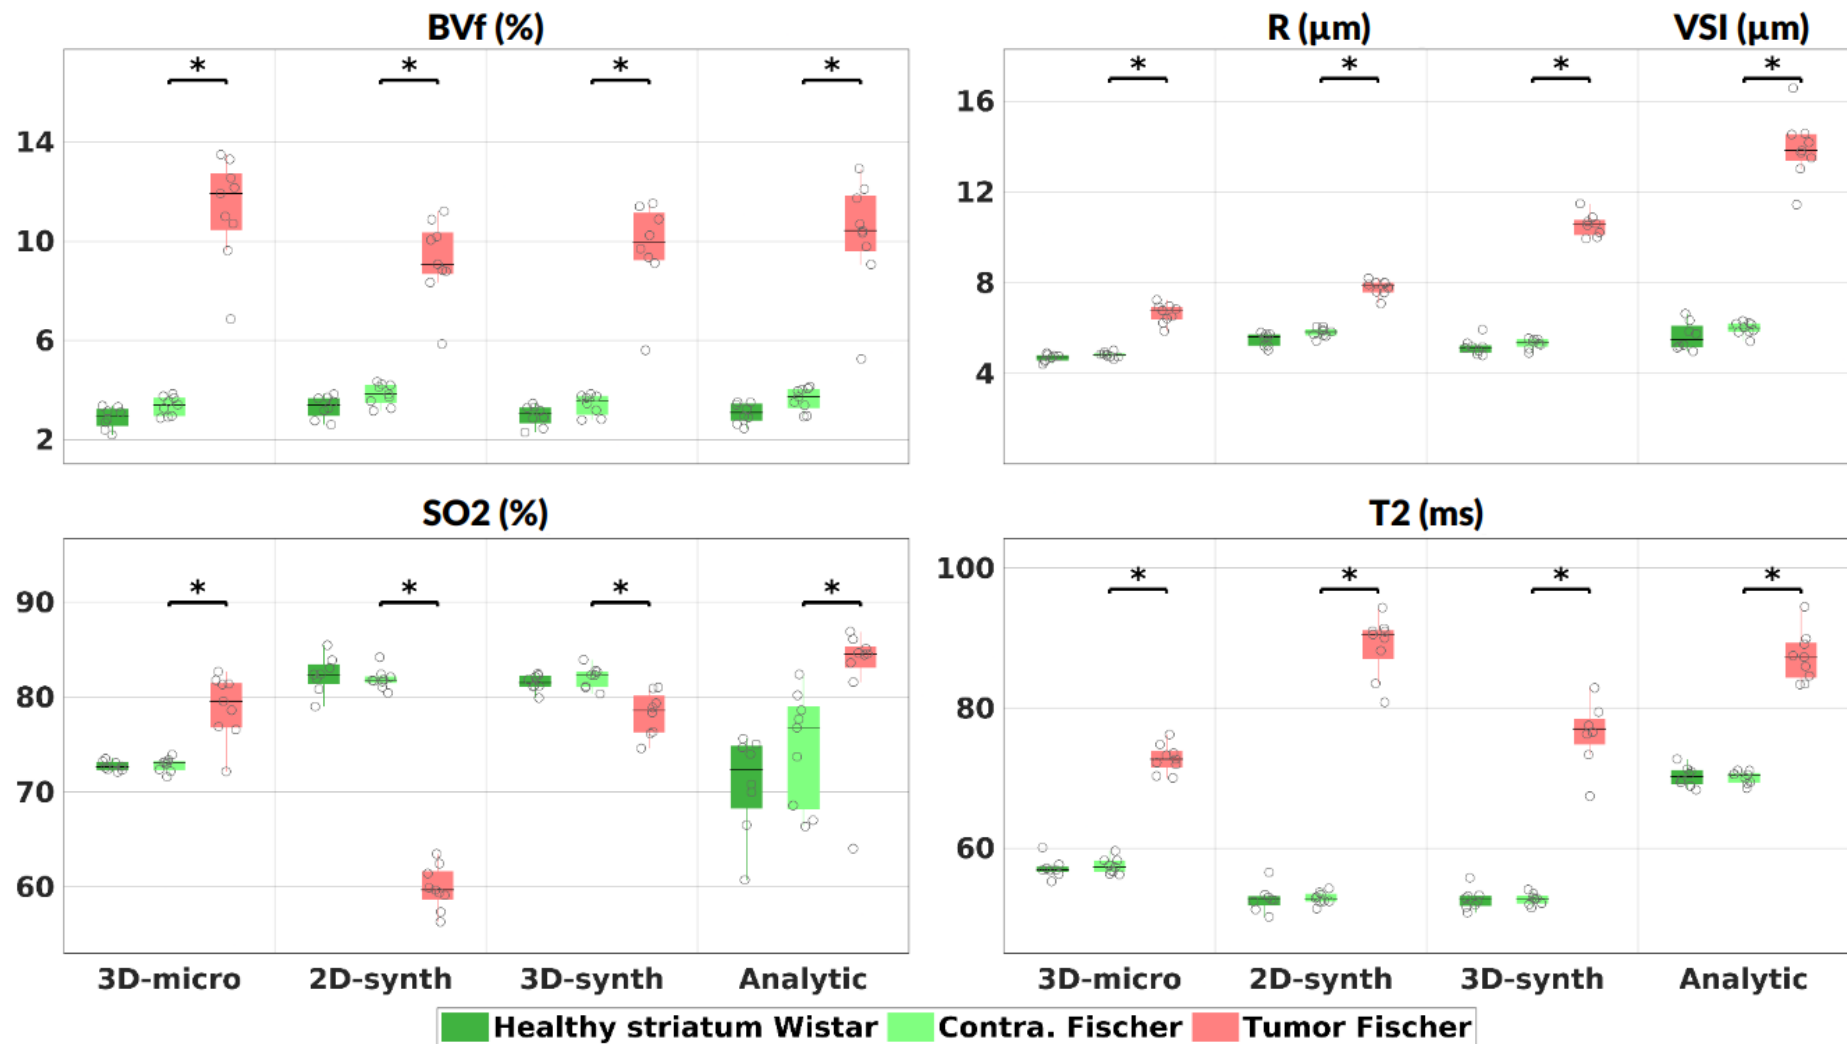 BVf (%)
R (μm)
VSI (μm)
* * * *
* * * *
14
10
6
2
16
12
8
4
SO2 (%)
T2 (ms)
* * * *
* * * *
90
80
70
60
100
80
60
3D-micro 2D-synth 3D-synth Analytic
3D-micro 2D-synth 3D-synth Analytic
Healthy striatum Wistar Contra. Fischer Tumor Fischer